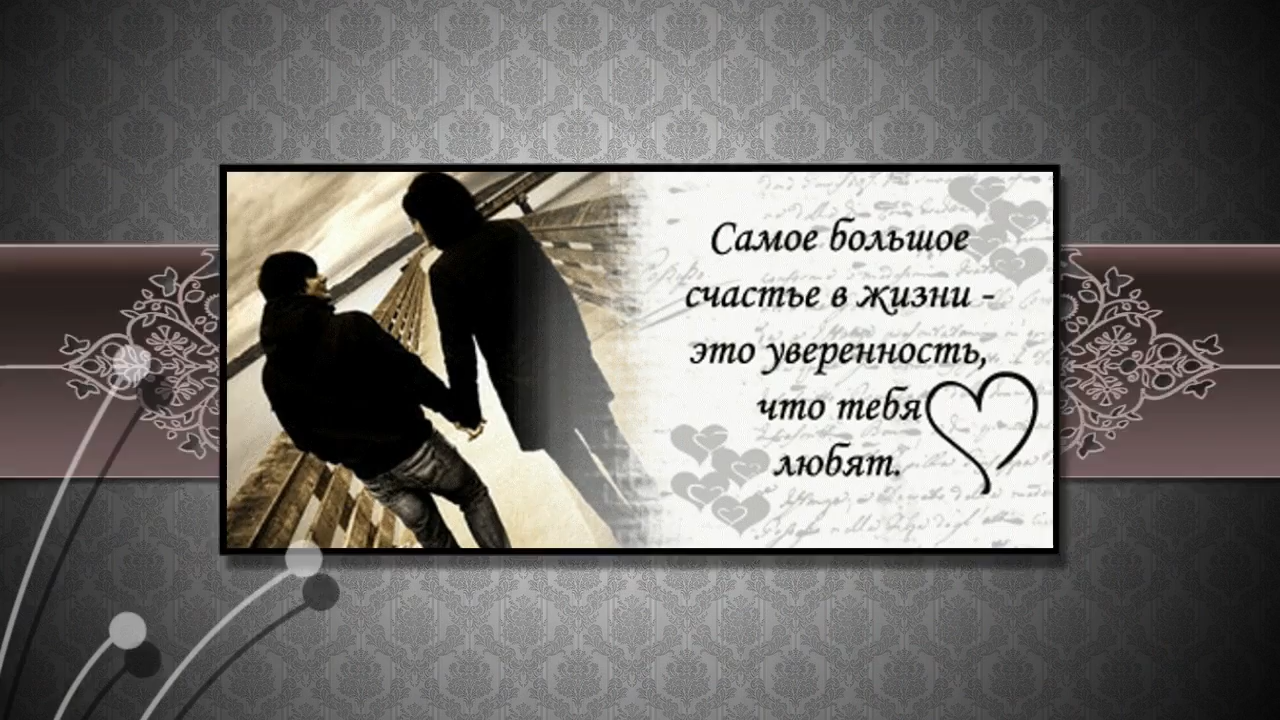 Самое большое
счастье в жизни -
это уверенность,
что тебя
любят.